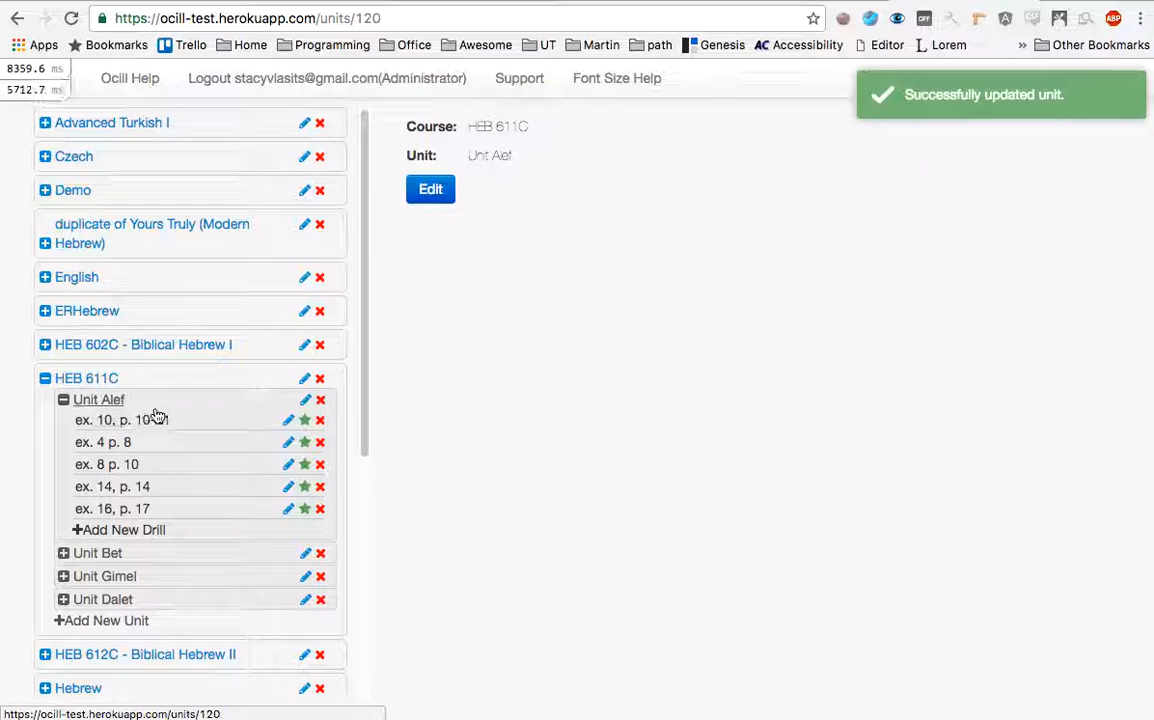 https://ocill-test.herokuapp.com/units/120
OFF
ABP
Apps
Bookmarks
Trello
Home
Programming
Office
Awesome
UT
Martin
path
Genesis
AC Accessibility
Editor
L Lorem
»
Other Bookmarks
8359.6 ms
5712.7 ms
Ocill Help
Logout stacyvlasits@gmail.com(Administrator)
Support
Font Size Help
Successfully updated unit.
Advanced Turkish I
Czech
Demo
duplicate of Yours Truly (Modern
Hebrew)
English
ERHebrew
HEB 602C - Biblical Hebrew I
HEB 611C
Unit Alef
ex. 10, p. 10
ex. 4 p. 8
ex. 8 p. 10
ex. 14, p. 14
ex. 16, p. 17
+Add New Drill
Unit Bet
Unit Gimel
Unit Dalet
+Add New Unit
HEB 612C - Biblical Hebrew II
Hebrew
Course: HEB 611C
Unit: Unit Alef
Edit
https://ocill-test.herokuapp.com/units/120